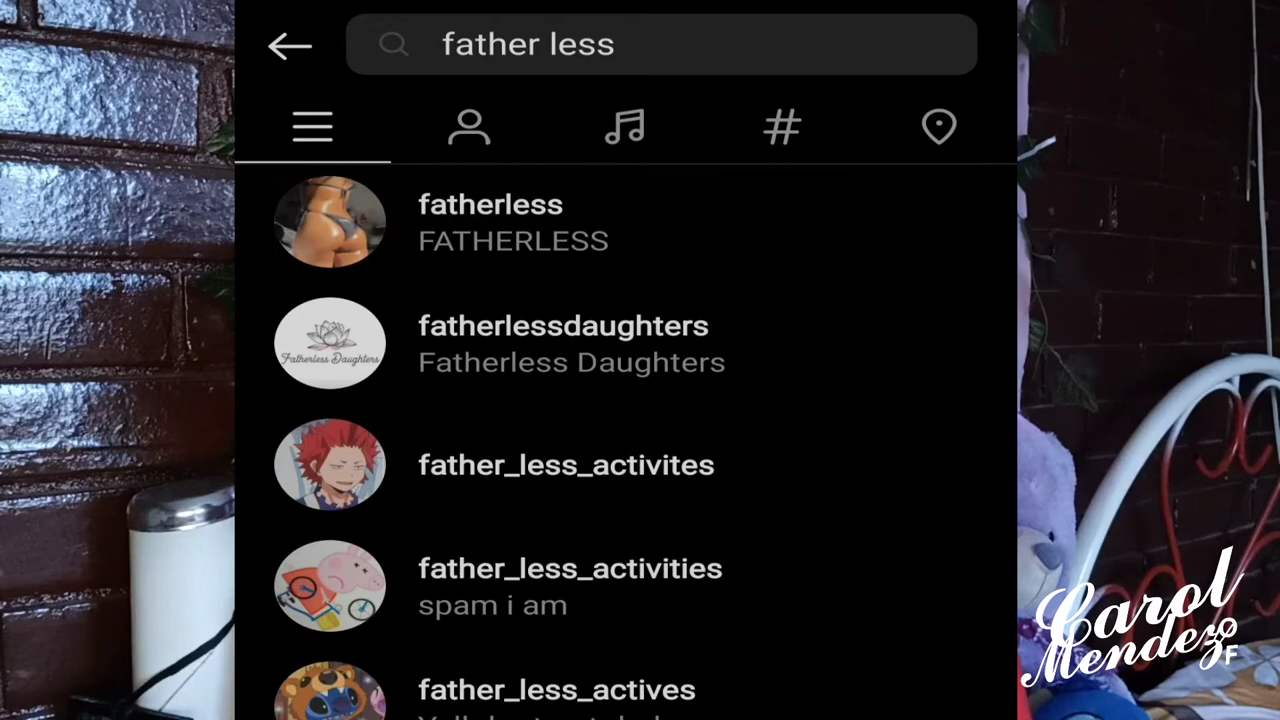 father less
fatherless
FATHERLESS
fatherlessdaughters
Fatherless Daughters
Fatherless Daughters
father_less_activites
father_less_activities
spam i am
father_less_actives
Carol
Mendez
OF